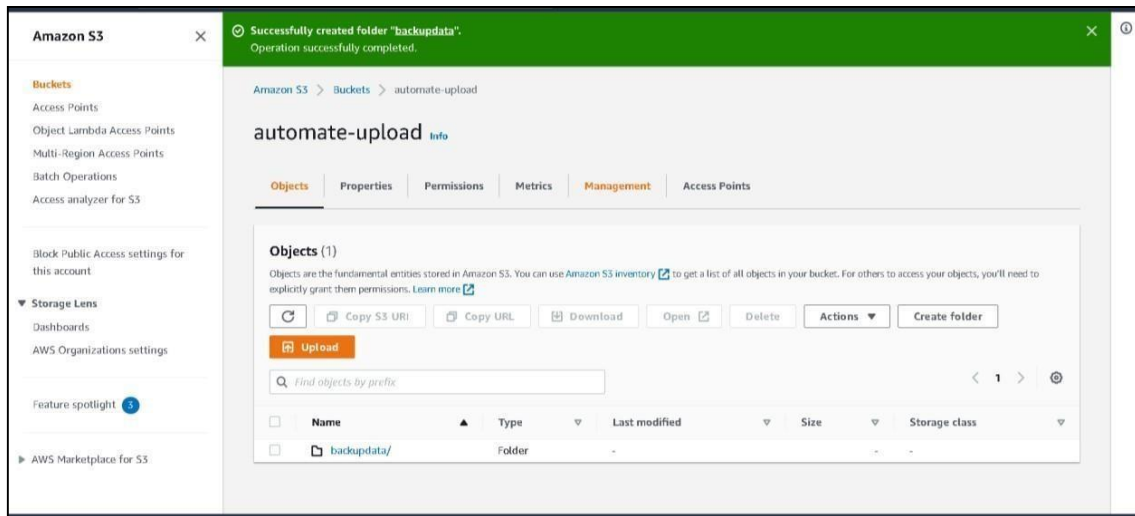 Amazon S3
Successfully created folder "backupdata".
Operation successfully completed.
Buckets
Access Points
Object Lambda Access Points
Multi-Region Access Points
Batch Operations
Access analyzer for S3
Block Public Access settings for
this account
Storage Lens
Dashboards
AWS Organizations settings
Feature spotlight 3
AWS Marketplace for S3
Amazon S3 > Buckets > automate-upload
automate-upload Info
Objects Properties Permissions Metrics Management Access Points
Objects (1)
Objects are the fundamental entities stored in Amazon S3. You can use Amazon S3 inventory to get a list of all objects in your bucket. For others to access your objects, you'll need to
explicitly grant them permissions. Learn more
Copy S3 URI Copy URL Download Open Delete Actions Create folder
Upload
Find objects by prefix
< 1 >
Name Type Last modified Size Storage class
backupdata/ Folder - - -